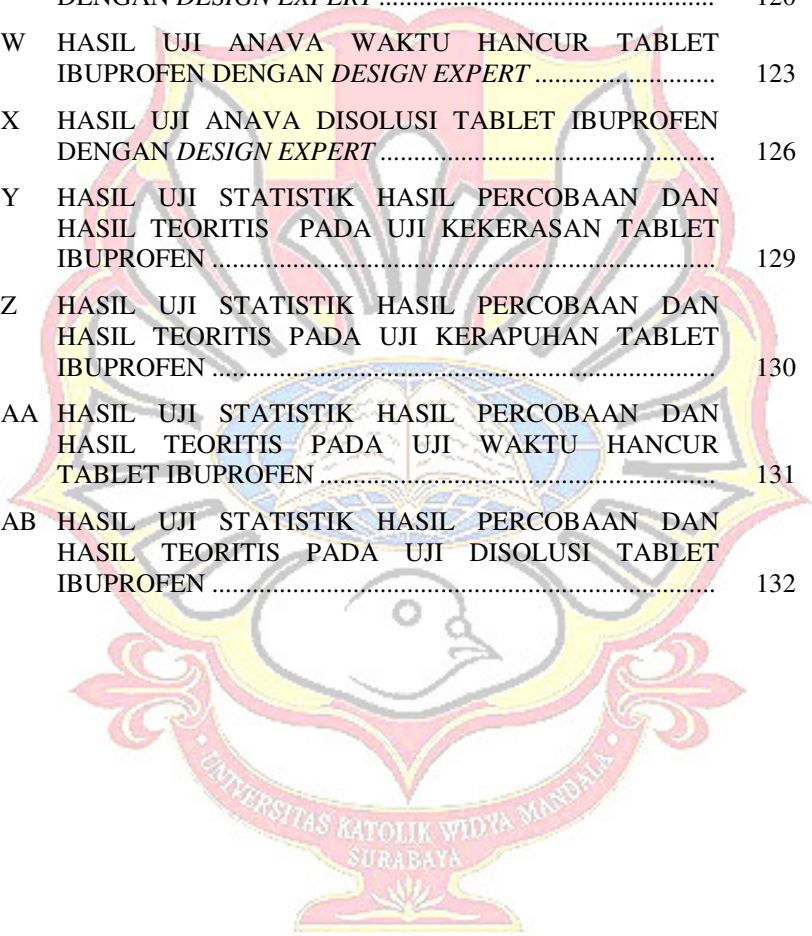 DENGAN DESIGN EXPERT .................................................. 120
W HASIL UJI ANAVA WAKTU HANCUR TABLET
IBUPROFEN DENGAN DESIGN EXPERT ........................... 123
X HASIL UJI ANAVA DISOLUSI TABLET IBUPROFEN
DENGAN DESIGN EXPERT .................................................. 126
Y HASIL UJI STATISTIK HASIL PERCOBAAN DAN
HASIL TEORITIS PADA UJI KEKERASAN TABLET
IBUPROFEN ........................................................................... 129
Z HASIL UJI STATISTIK HASIL PERCOBAAN DAN
HASIL TEORITIS PADA UJI KERAPUHAN TABLET
IBUPROFEN ........................................................................... 130
AA HASIL UJI STATISTIK HASIL PERCOBAAN DAN
HASIL TEORITIS PADA UJI WAKTU HANCUR
TABLET IBUPROFEN ........................................................... 131
AB HASIL UJI STATISTIK HASIL PERCOBAAN DAN
HASIL TEORITIS PADA UJI DISOLUSI TABLET
IBUPROFEN ........................................................................... 132
UNIVERSITAS KATOLIK WIDYA MANDALA
SURABAYA